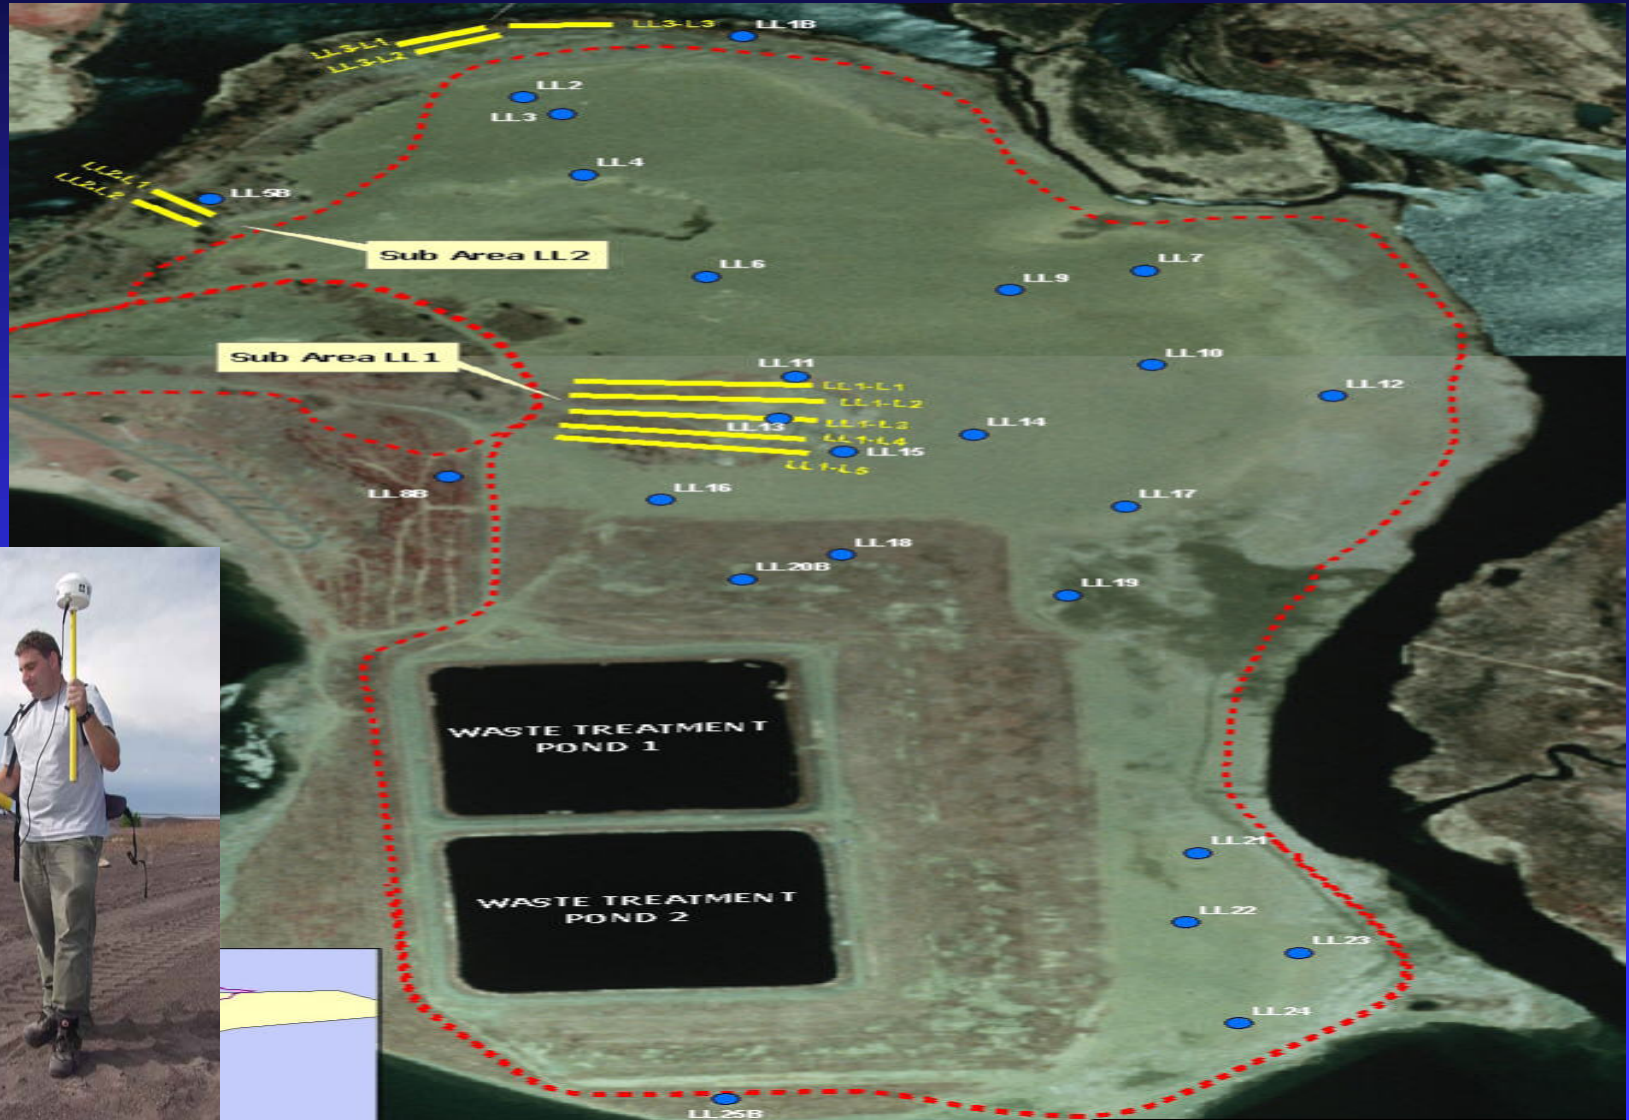 LL3-L3
LL1B
LL3-L1
LL3-L2
LL2
LL3
LL4
LL2-L1
LL2-L2
LL5B
Sub Area LL2
LL6
LL7
LL9
Sub Area LL1
LL10
LL11
LL1-L1
LL12
LL1-L2
LL13
LL1-L3
LL14
LL1-L4
LL15
LL1-L5
LL8B
LL16
LL17
LL18
LL20B
LL19
WASTE TREATMENT
POND 1
LL21
WASTE TREATMENT
POND 2
LL22
LL23
LL24
LL25B